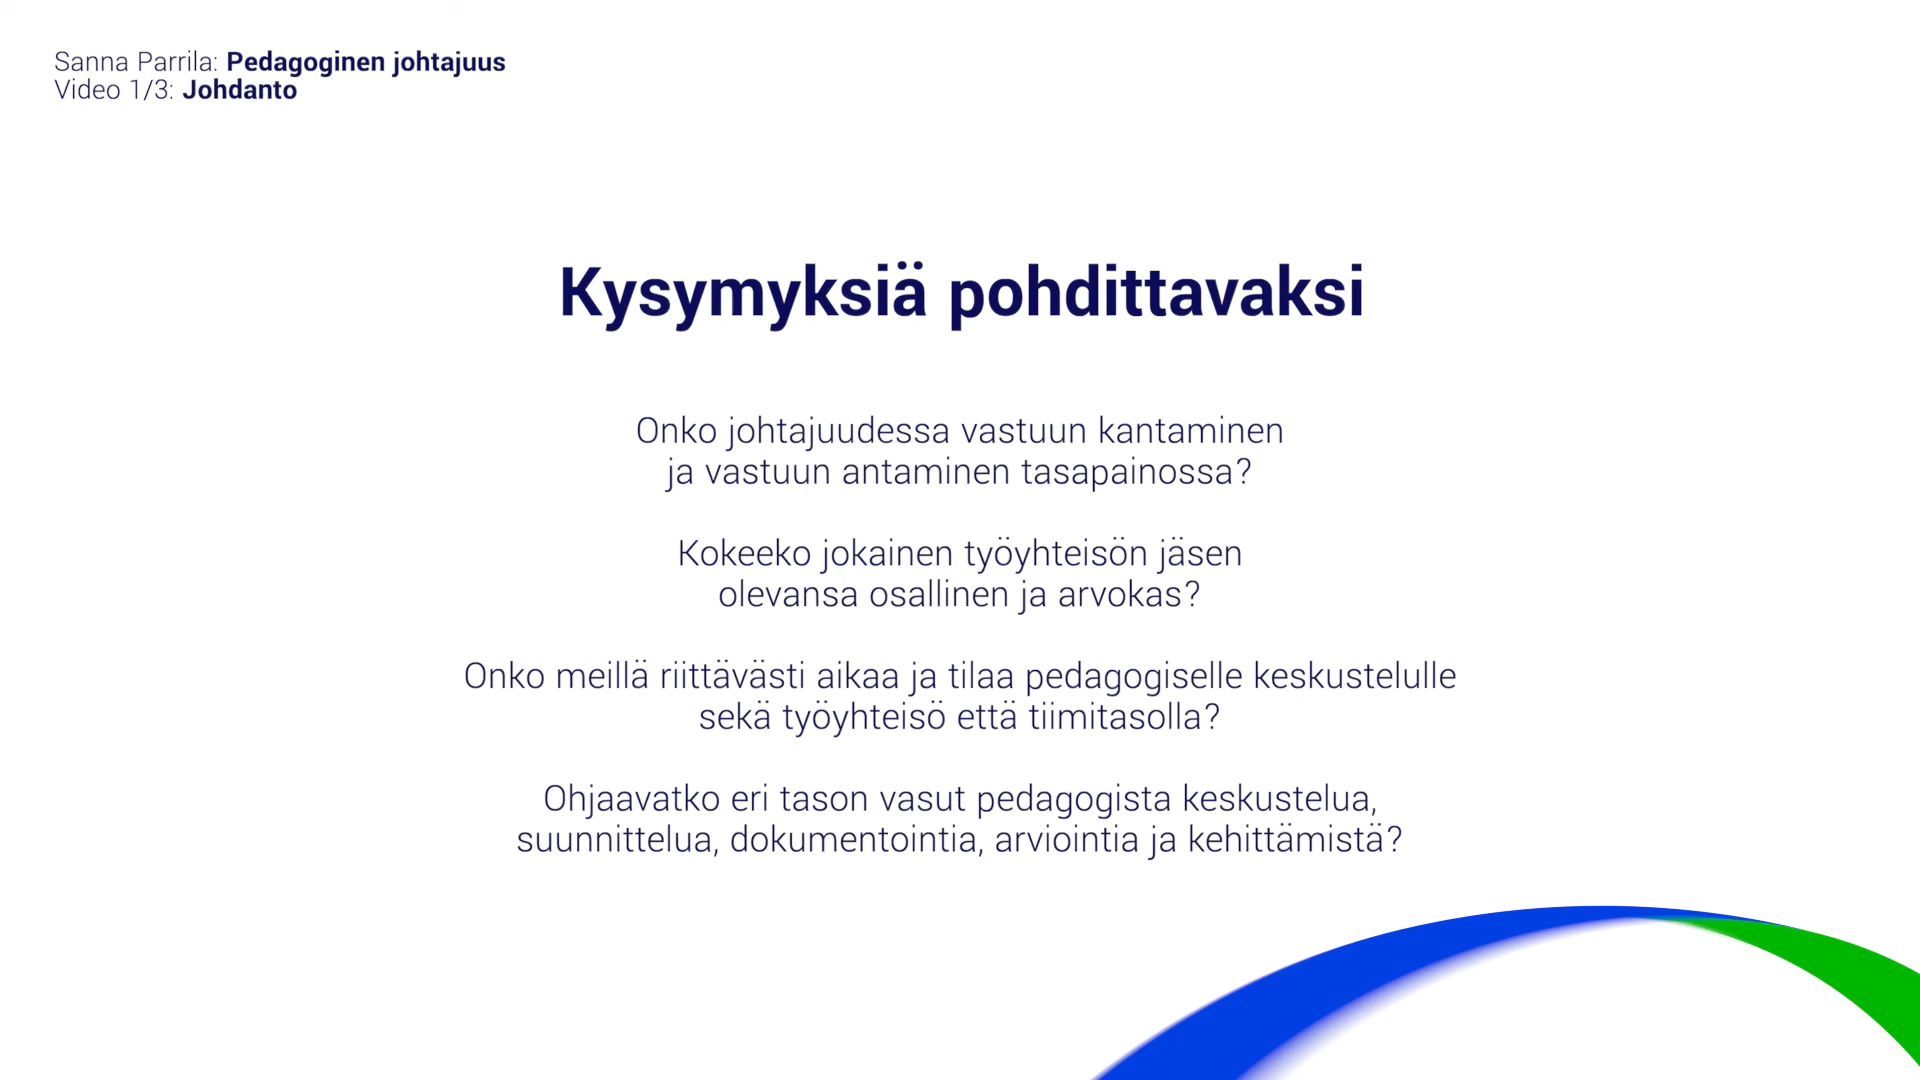 Sanna Parrila: Pedagoginen johtajuus
Video 1/3: Johdanto
Kysymyksiä pohdittavaksi
Onko johtajuudessa vastuun kantaminen
ja vastuun antaminen tasapainossa?
Kokeeko jokainen työyhteisön jäsen
olevansa osallinen ja arvokas?
Onko meillä riittävästi aikaa ja tilaa pedagogiselle keskustelulle
sekä työyhteisö että tiimitasolla?
Ohjaavatko eri tason vasut pedagogista keskustelua,
suunnittelua, dokumentointia, arviointia ja kehittämistä?